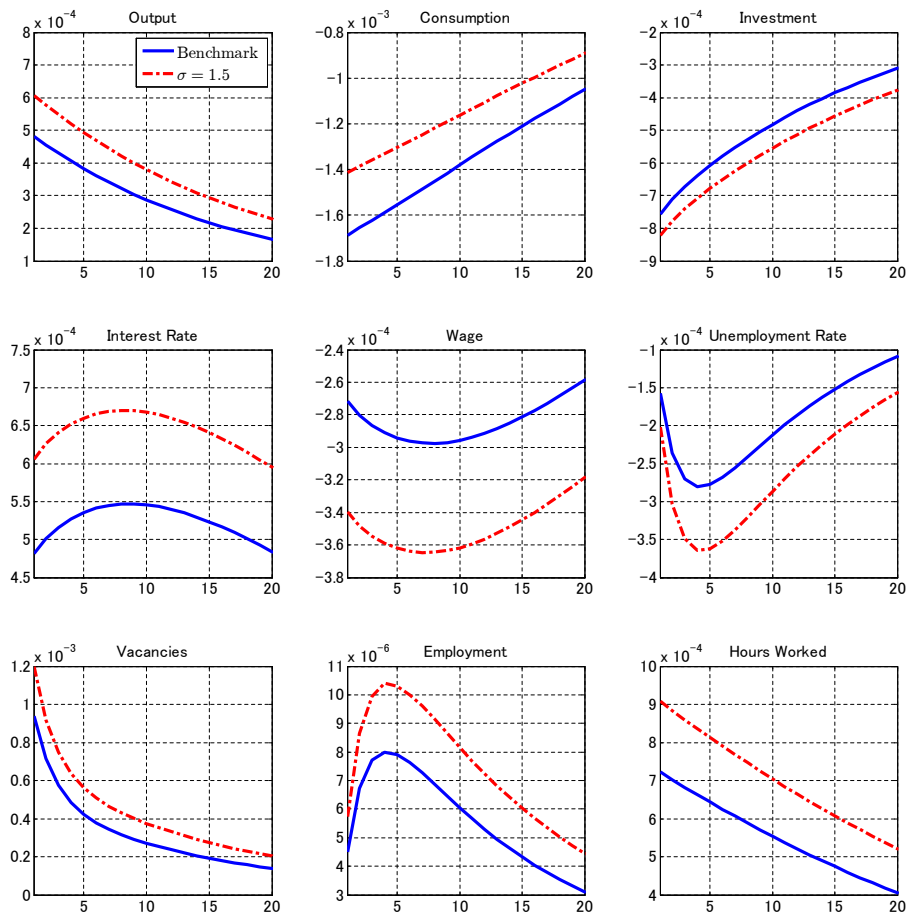 Output
x 10⁻⁴
8
7
6
5
4
3
2
1
5 10 15 20
Benchmark
σ = 1.5
Consumption
x 10⁻³
−0.8
−1
−1.2
−1.4
−1.6
−1.8
5 10 15 20
Investment
x 10⁻⁴
−2
−3
−4
−5
−6
−7
−8
−9
5 10 15 20
Interest Rate
x 10⁻⁴
7.5
7
6.5
6
5.5
5
4.5
5 10 15 20
Wage
x 10⁻⁴
−2.4
−2.6
−2.8
−3
−3.2
−3.4
−3.6
−3.8
5 10 15 20
Unemployment Rate
x 10⁻⁴
−1
−1.5
−2
−2.5
−3
−3.5
−4
5 10 15 20
Vacancies
x 10⁻³
1.2
1
0.8
0.6
0.4
0.2
0
5 10 15 20
Employment
x 10⁻⁶
11
10
9
8
7
6
5
4
3
5 10 15 20
Hours Worked
x 10⁻⁴
10
9
8
7
6
5
4
5 10 15 20